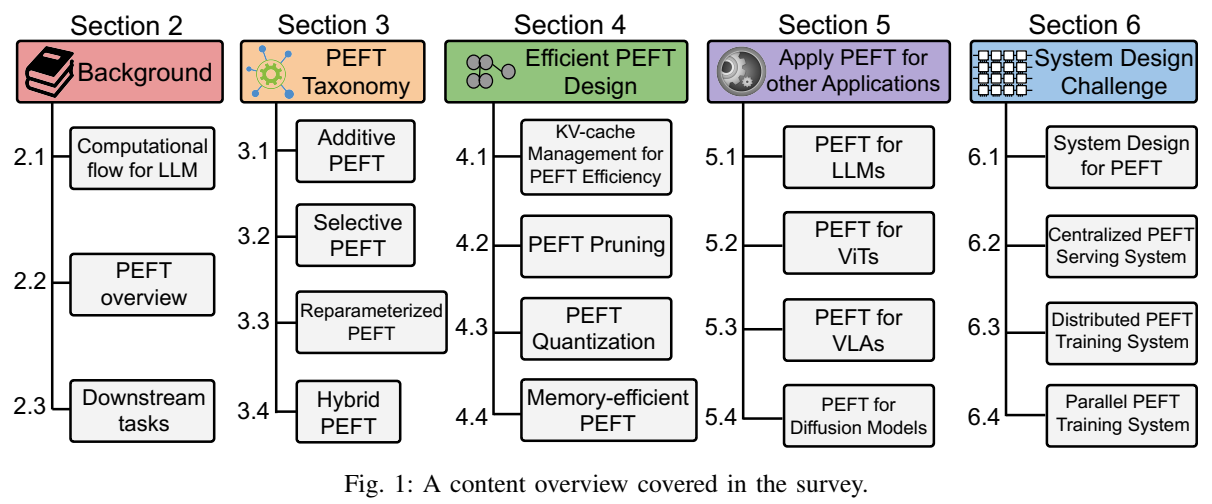 Section 2
Background
2.1
Computational
flow for LLM
2.2
PEFT
overview
2.3
Downstream
tasks
Section 3
PEFT
Taxonomy
3.1
Additive
PEFT
3.2
Selective
PEFT
3.3
Reparameterized
PEFT
3.4
Hybrid
PEFT
Section 4
Efficient PEFT
Design
4.1
KV-cache
Management for
PEFT Efficiency
4.2
PEFT Pruning
4.3
PEFT
Quantization
4.4
Memory-efficient
PEFT
Section 5
Apply PEFT for
other Applications
5.1
PEFT for
LLMs
5.2
PEFT for
ViTs
5.3
PEFT for
VLAs
5.4
PEFT for
Diffusion Models
Section 6
System Design
Challenge
6.1
System Design
for PEFT
6.2
Centralized PEFT
Serving System
6.3
Distributed PEFT
Training System
6.4
Parallel PEFT
Training System
Fig. 1: A content overview covered in the survey.